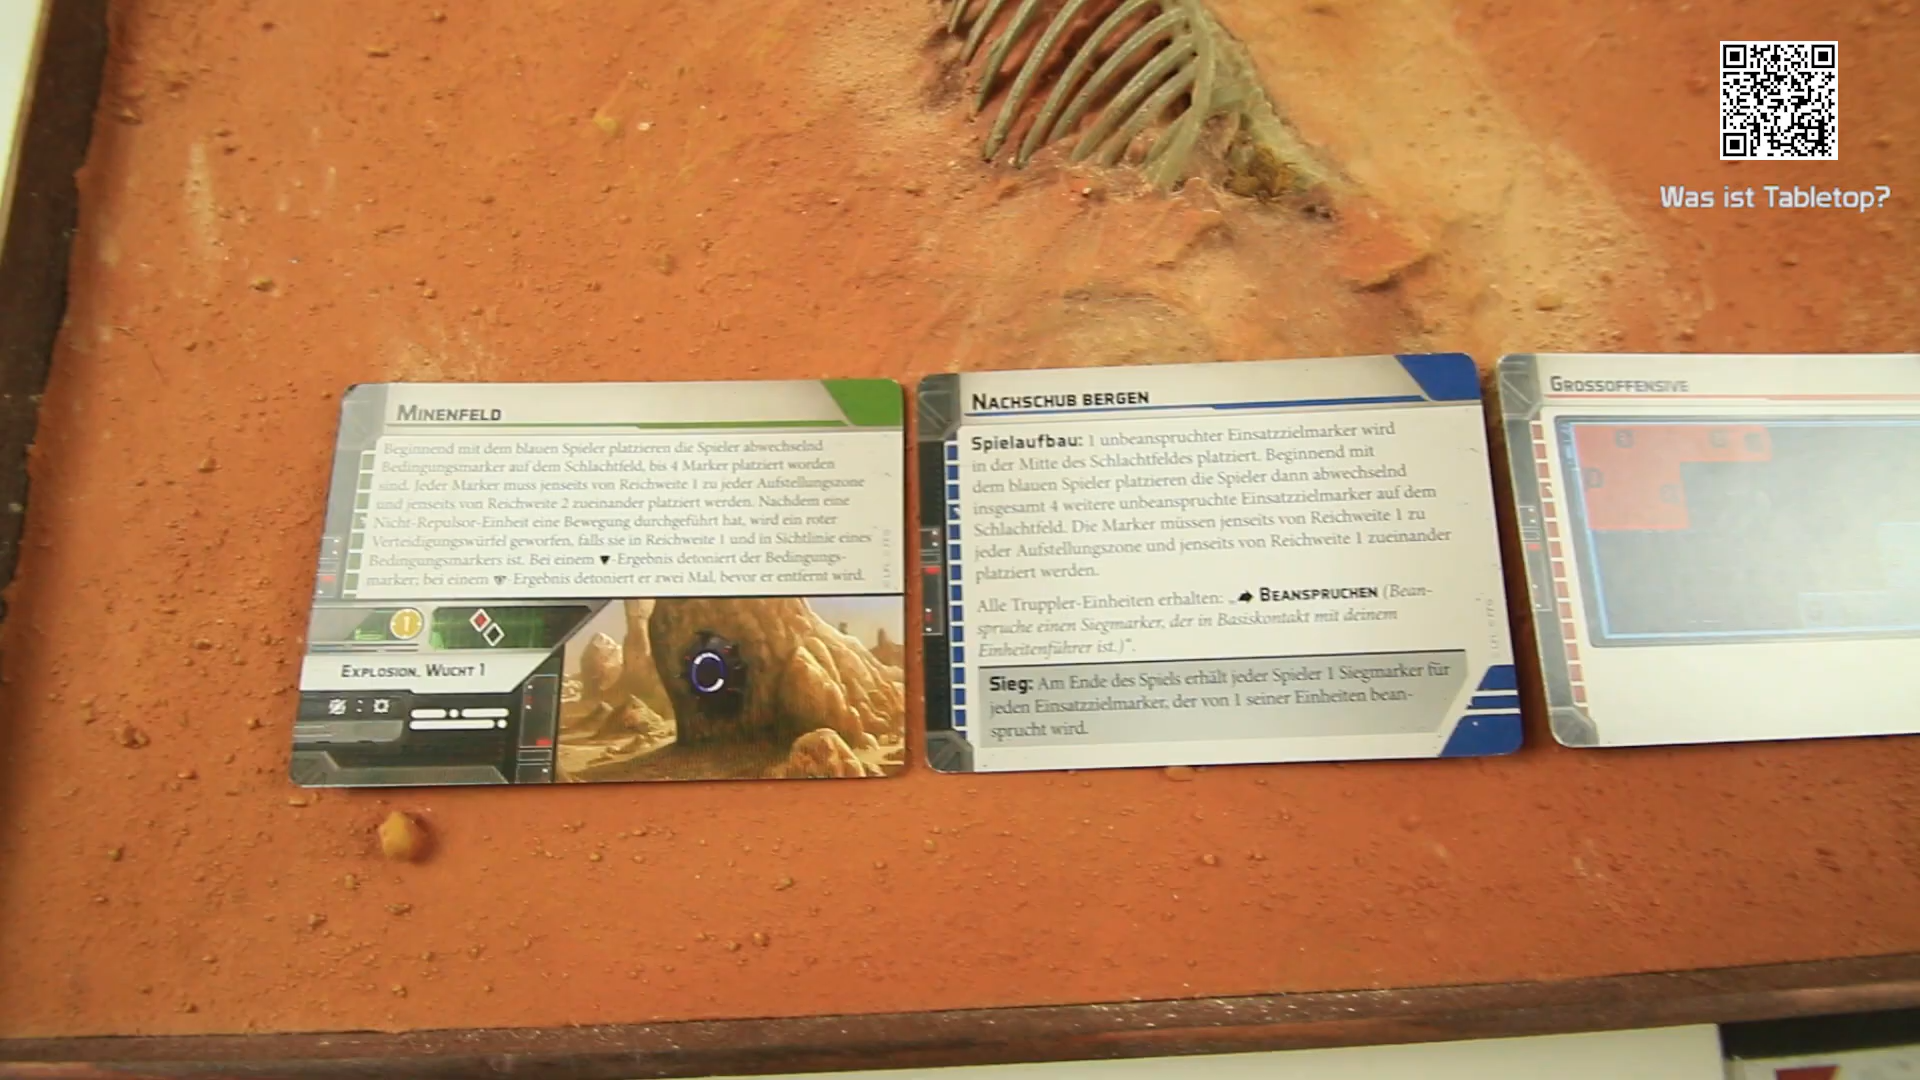 Was ist Tabletop?
MINENFELD
Beginnend mit dem blauen Spieler platzieren die Spieler abwechselnd
Bedingungsmarker auf dem Schlachtfeld, bis 4 Marker platziert worden
sind. Jeder Marker muss jenseits von Reichweite 1 zu jeder Aufstellungszone
und jenseits von Reichweite 2 zueinander platziert werden. Nachdem eine
Nicht-Repulsor-Einheit eine Bewegung durchgeführt hat, wird ein roter
Verteidigungswürfel geworfen, falls sie in Reichweite 1 und in Sichtlinie eines
Bedingungsmarkers ist. Bei einem -Ergebnis detoniert der Bedingungs-
marker; bei einem -Ergebnis detoniert er zwei Mal, bevor er entfernt wird.
EXPLOSION, WUCHT 1
NACHSCHUB BERGEN
Spielaufbau: 1 unbeanspruchter Einsatzzielmarker wird
in der Mitte des Schlachtfeldes platziert. Beginnend mit
dem blauen Spieler platzieren die Spieler dann abwechselnd
insgesamt 4 weitere unbeanspruchte Einsatzzielmarker auf dem
Schlachtfeld. Die Marker müssen jenseits von Reichweite 1 zu
jeder Aufstellungszone und jenseits von Reichweite 1 zueinander
platziert werden.
Alle Truppler-Einheiten erhalten: „ BEANSPRUCHEN (Bean-
spruche einen Siegmarker, der in Basiskontakt mit deinem
Einheitenführer ist.)“.
Sieg: Am Ende des Spiels erhält jeder Spieler 1 Siegmarker für
jeden Einsatzzielmarker, der von 1 seiner Einheiten bean-
sprucht wird.
GROSSOFFENSIVE